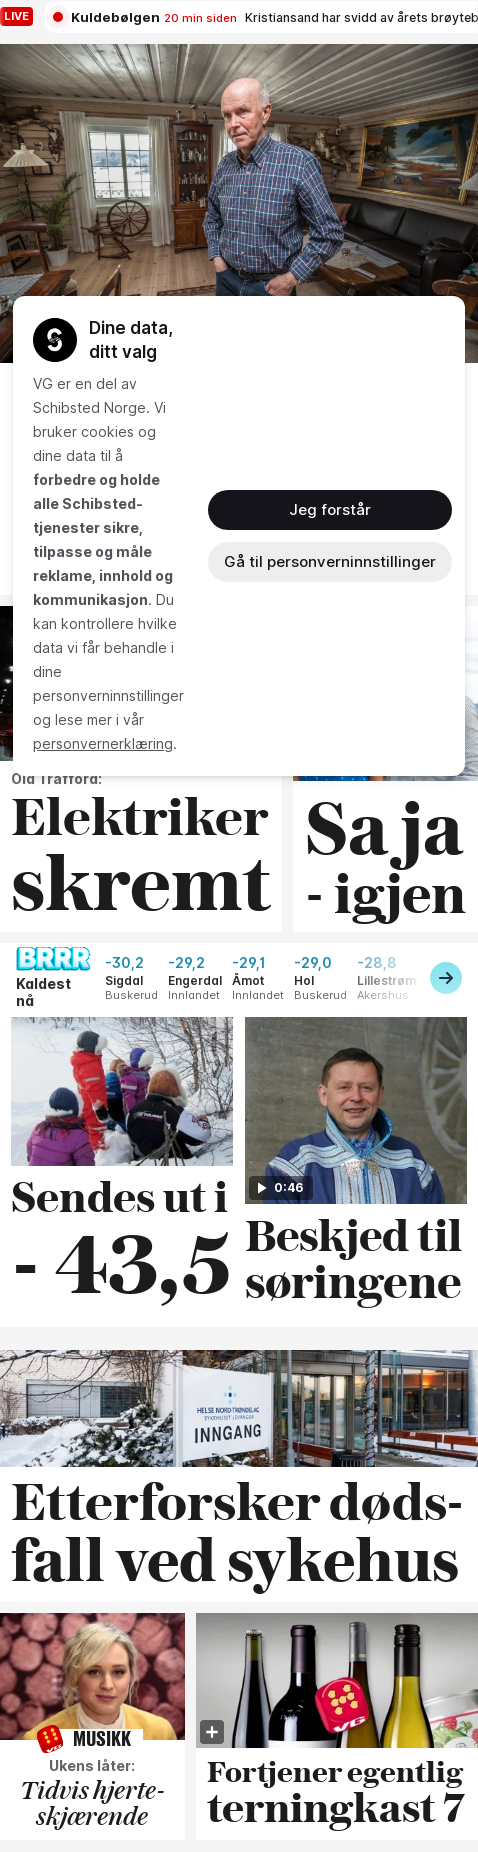 LIVE
Kuldebølgen 20 min siden Kristiansand har svidd av årets brøyteb
Dine data,
ditt valg
VG er en del av
Schibsted Norge. Vi
bruker cookies og
dine data til å
forbedre og holde
alle Schibsted-
tjenester sikre,
tilpasse og måle
reklame, innhold og
kommunikasjon. Du
kan kontrollere hvilke
data vi får behandle i
dine
personverninnstillinger
og lese mer i vår
personvernerklæring.
Jeg forstår
Gå til personverninnstillinger
Old Trafford:
Elektriker
skremt
Sa ja
- igjen
BRRR
Kaldest
nå
-30,2
Sigdal
Buskerud
-29,2
Engerdal
Innlandet
-29,1
Åmot
Innlandet
-29,0
Hol
Buskerud
-28,8
Lillestrøm
Akershus
Sendes ut i
- 43,5
0:46
Beskjed til
søringene
HELSE NORD-TRØNDELAG
SYKEHUSET LEVANGER
INNGANG
Etterforsker døds-
fall ved sykehus
VG
MUSIKK
Ukens låter:
Tidvis hjerte-
skjærende
VG
Fortjener egentlig
terningkast 7